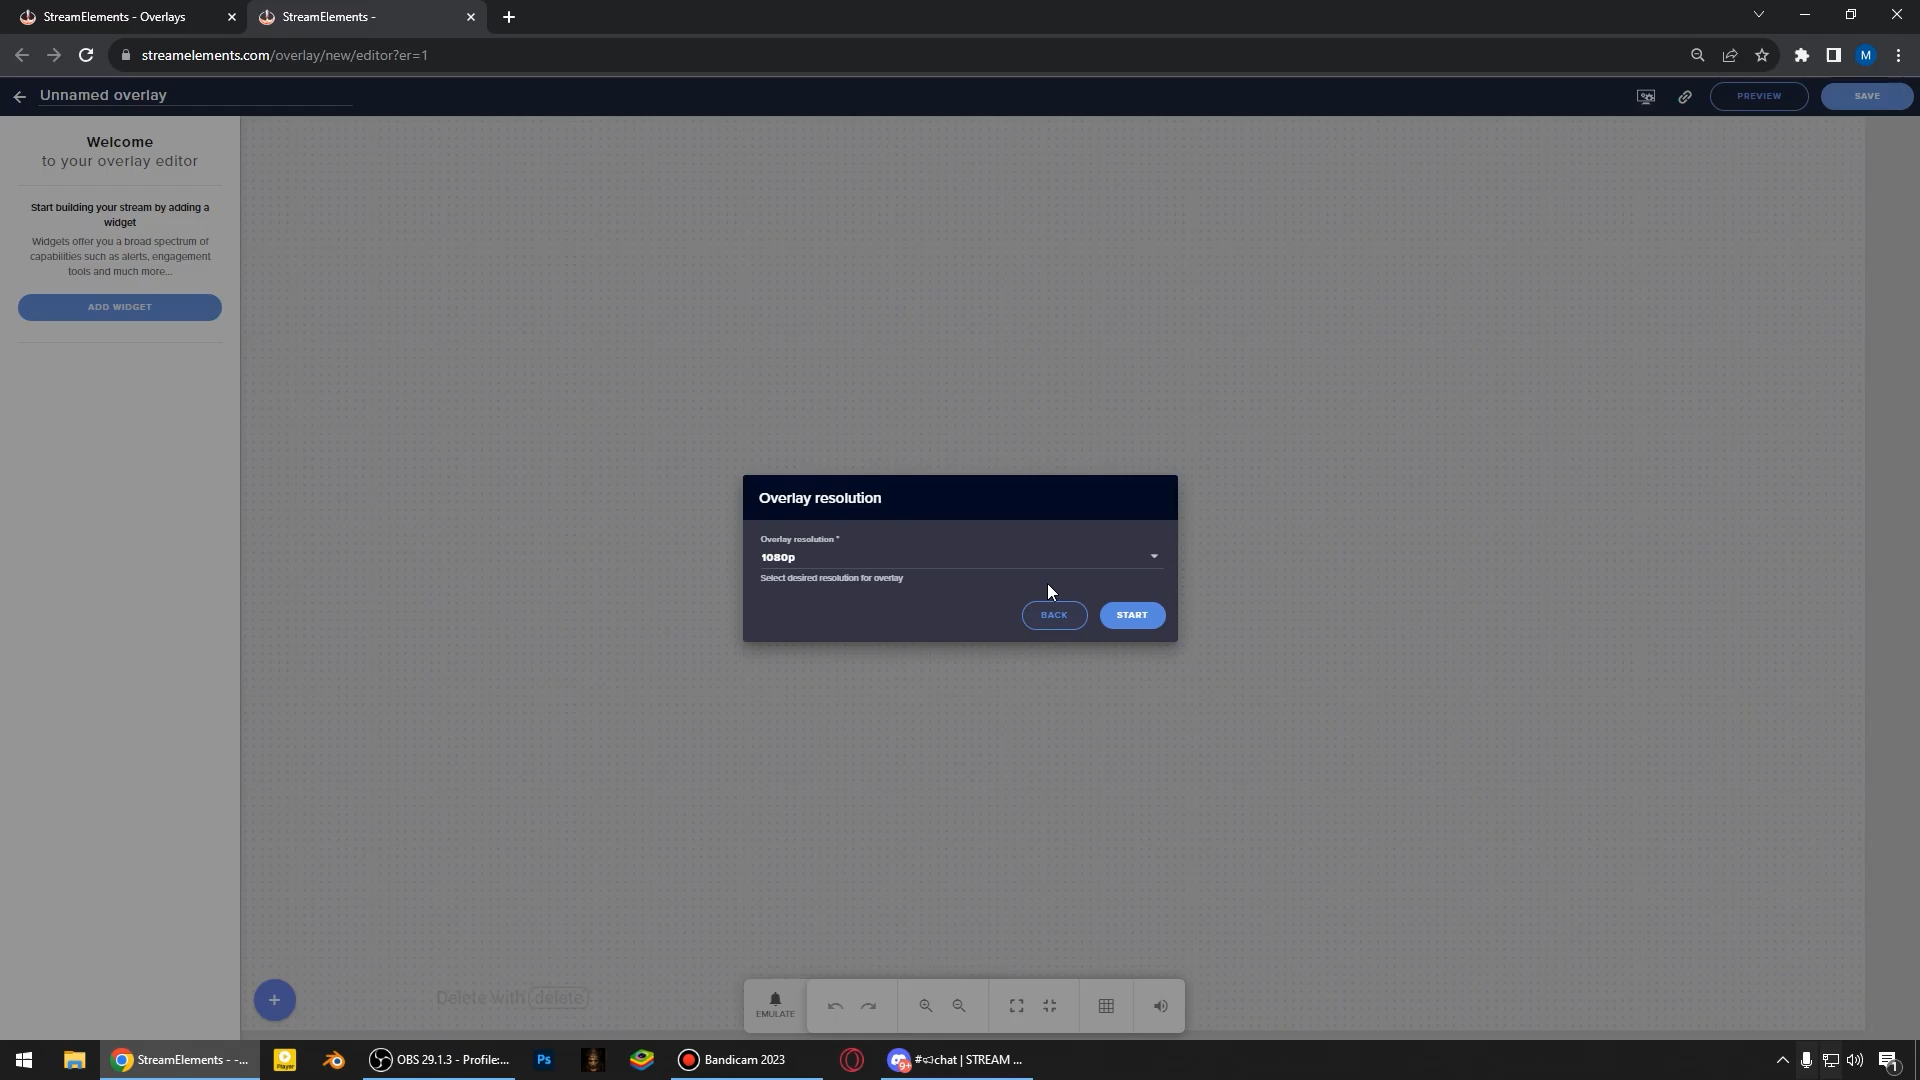 StreamElements - Overlays
StreamElements -
streamelements.com/overlay/new/editor?er=1
M
Unnamed overlay
PREVIEW
SAVE
Welcome
to your overlay editor
Start building your stream by adding a
widget
Widgets offer you a broad spectrum of
capabilities such as alerts, engagement
tools and much more...
ADD WIDGET
Overlay resolution
Overlay resolution *
1080p
Select desired resolution for overlay
BACK
START
Delete with delete
EMULATE
StreamElements - -...
Player
OBS 29.1.3 - Profile:...
Ps
Bandicam 2023
9+
#📢chat | STREAM ...
1